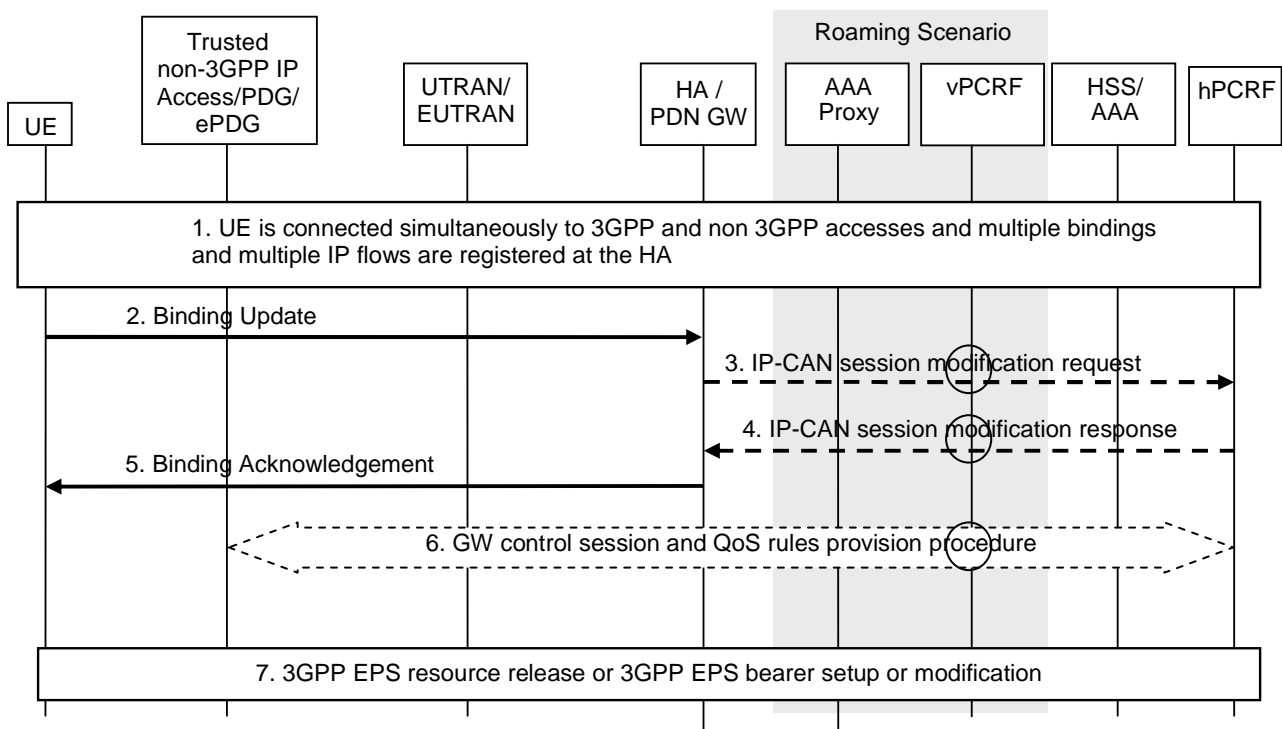 Roaming Scenario
UE
Trusted
non-3GPP IP
Access/PDG/
ePDG
UTRAN/
EUTRAN
HA /
PDN GW
AAA
Proxy
vPCRF
HSS/
AAA
hPCRF
1. UE is connected simultaneously to 3GPP and non 3GPP accesses and multiple bindings
and multiple IP flows are registered at the HA
2. Binding Update
3. IP-CAN session modification request
4. IP-CAN session modification response
5. Binding Acknowledgement
6. GW control session and QoS rules provision procedure
7. 3GPP EPS resource release or 3GPP EPS bearer setup or modification